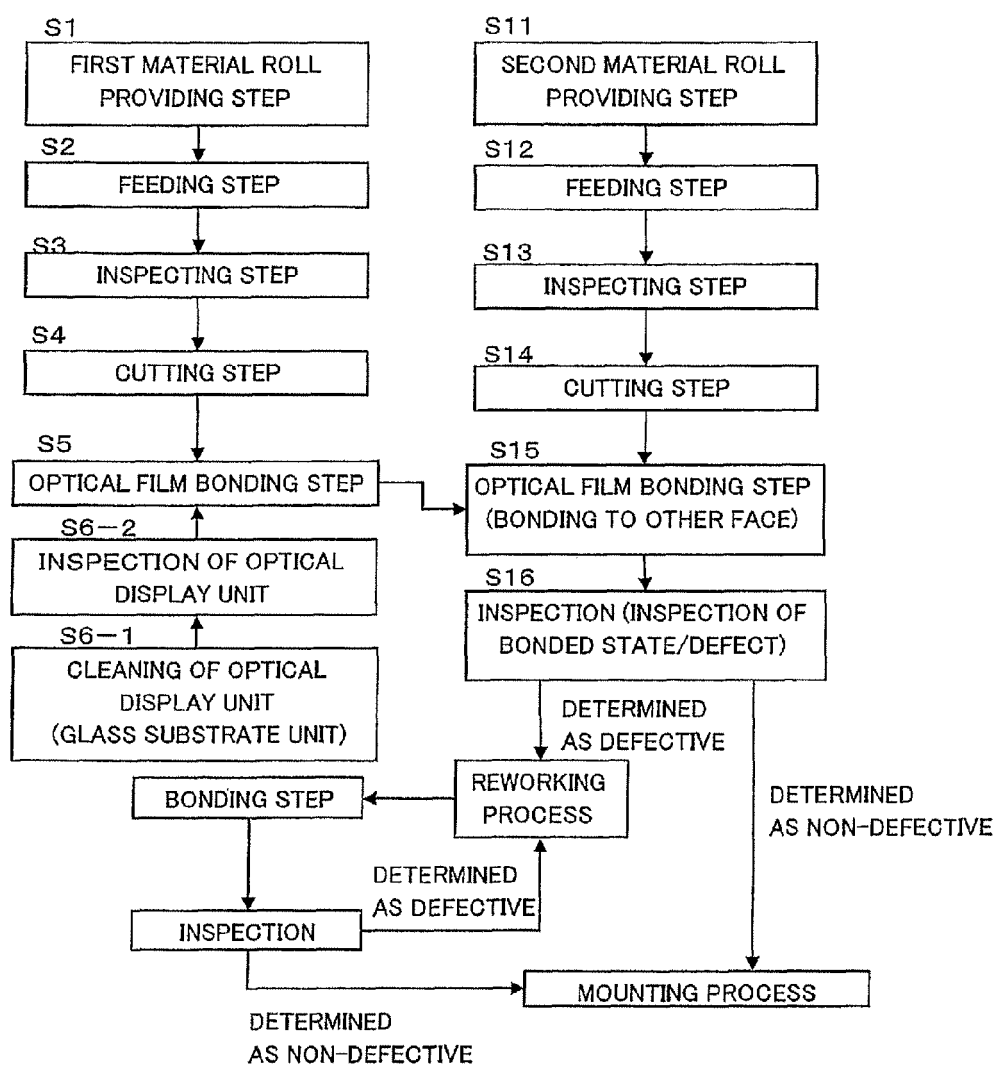 S1
FIRST MATERIAL ROLL
PROVIDING STEP
S2
FEEDING STEP
S3
INSPECTING STEP
S4
CUTTING STEP
S5
OPTICAL FILM BONDING STEP
S6-2
INSPECTION OF OPTICAL
DISPLAY UNIT
S6-1
CLEANING OF OPTICAL
DISPLAY UNIT
(GLASS SUBSTRATE UNIT)
S11
SECOND MATERIAL ROLL
PROVIDING STEP
S12
FEEDING STEP
S13
INSPECTING STEP
S14
CUTTING STEP
S15
OPTICAL FILM BONDING STEP
(BONDING TO OTHER FACE)
S16
INSPECTION (INSPECTION OF
BONDED STATE/DEFECT)
DETERMINED
AS DEFECTIVE
REWORKING
PROCESS
BONDING STEP
DETERMINED
AS NON-DEFECTIVE
DETERMINED
AS DEFECTIVE
INSPECTION
MOUNTING PROCESS
DETERMINED
AS NON-DEFECTIVE